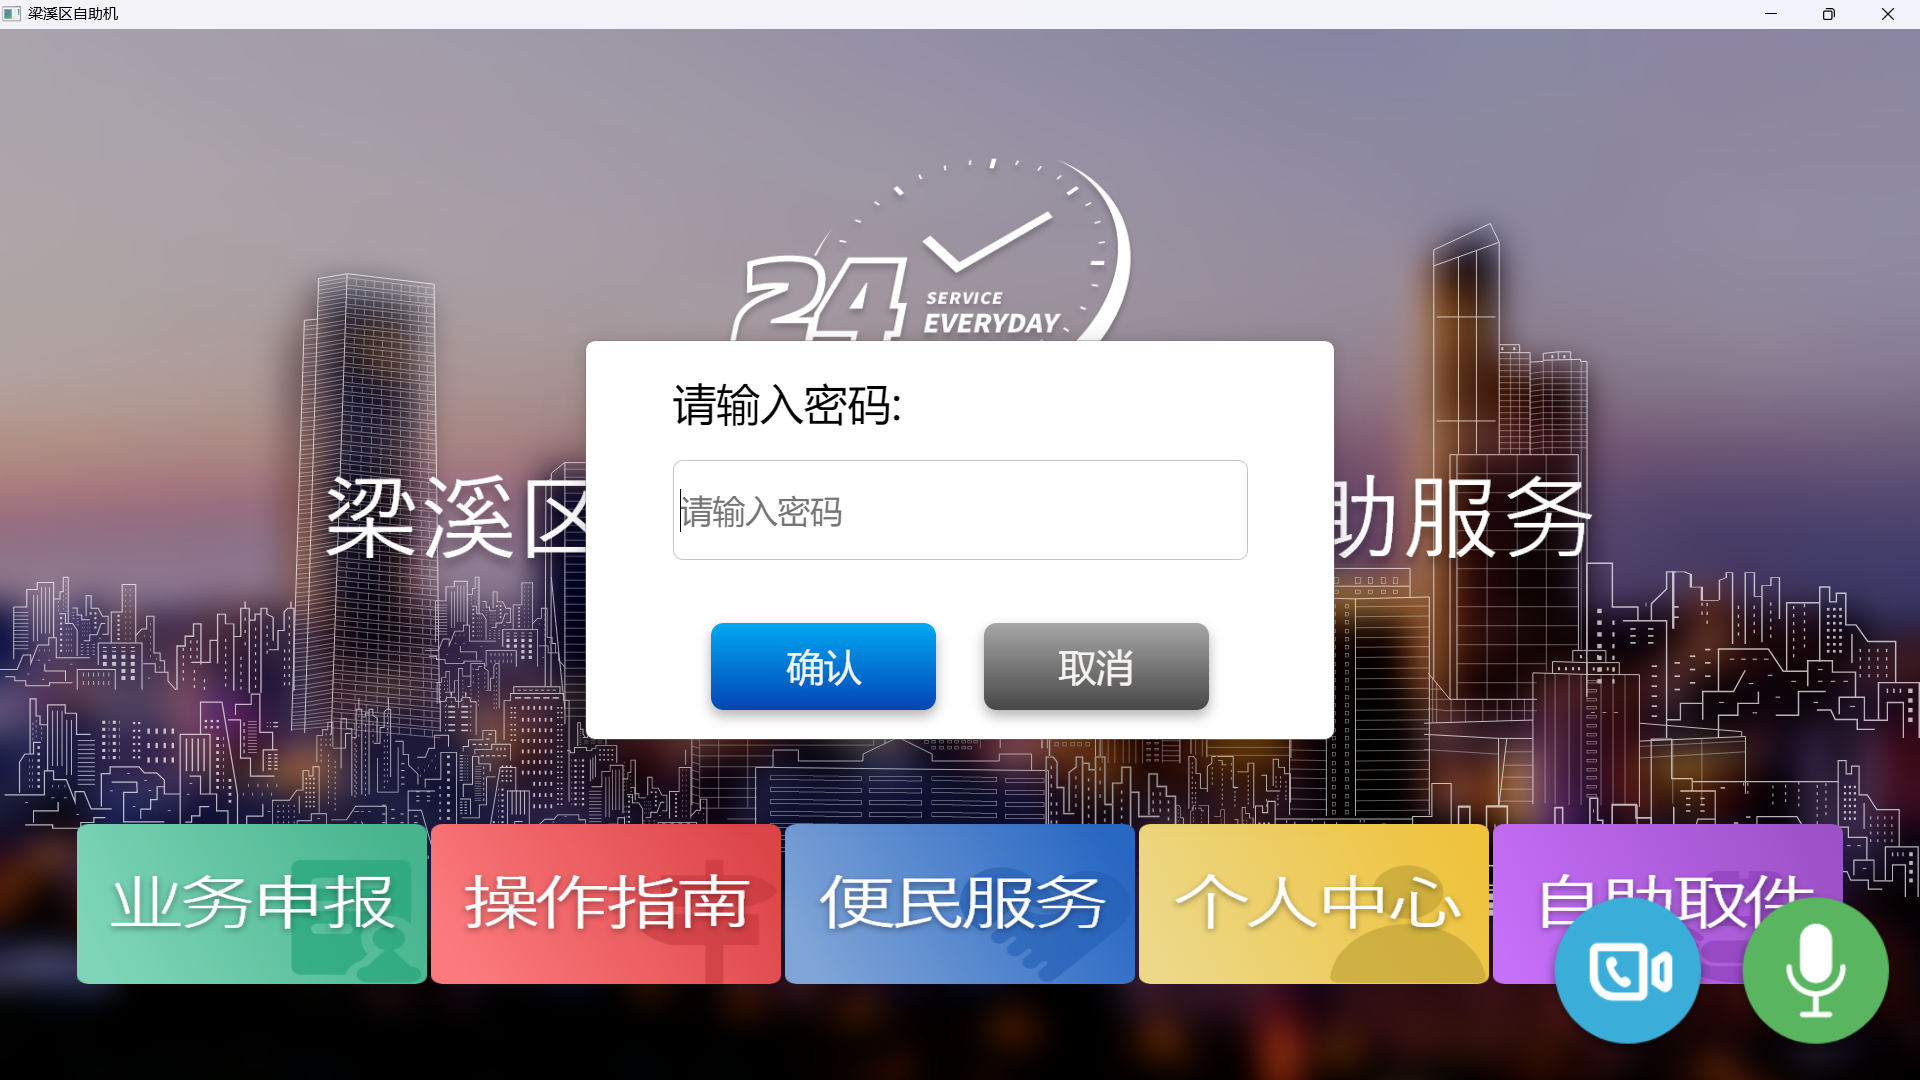 梁溪区自助机
24
SERVICE
EVERYDAY
请输入密码:
梁溪区
助服务
请输入密码
确认
取消
业务申报
操作指南
便民服务
个人中心
自助取件